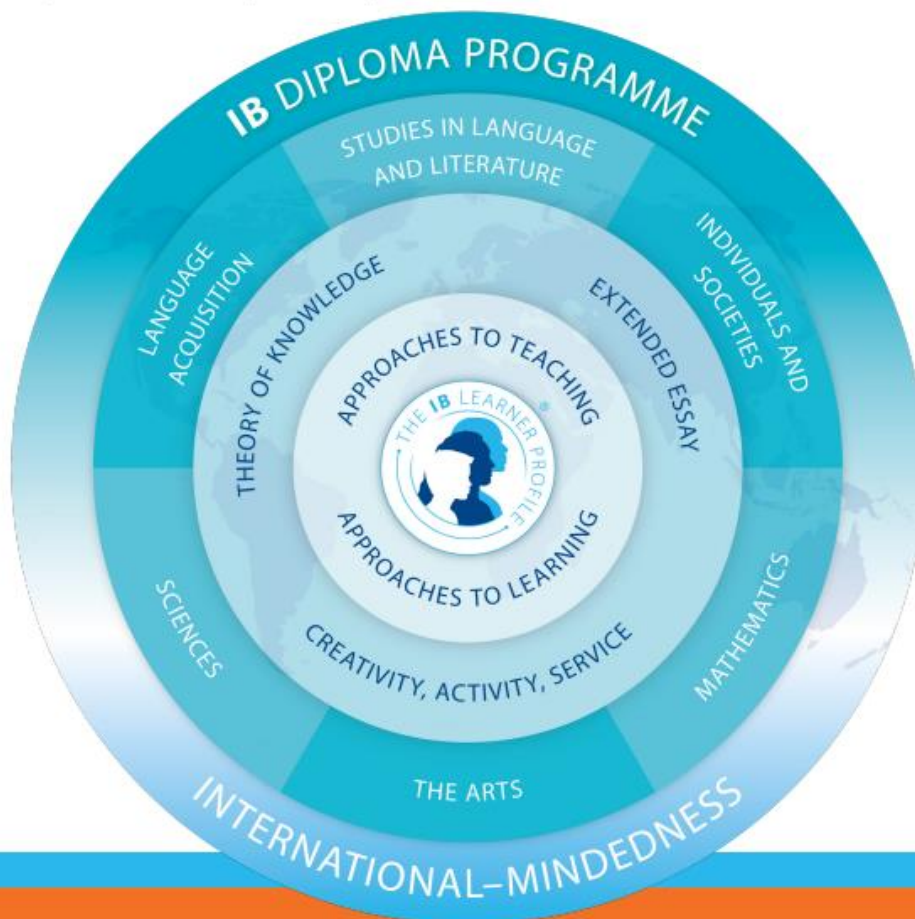 IB DIPLOMA PROGRAMME
STUDIES IN LANGUAGE
AND LITERATURE
LANGUAGE
ACQUISITION
INDIVIDUALS AND
SOCIETIES
THEORY OF KNOWLEDGE
EXTENDED ESSAY
APPROACHES TO TEACHING
THE IB LEARNER PROFILE®
APPROACHES TO LEARNING
SCIENCES
CREATIVITY, ACTIVITY, SERVICE
MATHEMATICS
THE ARTS
INTERNATIONAL–MINDEDNESS